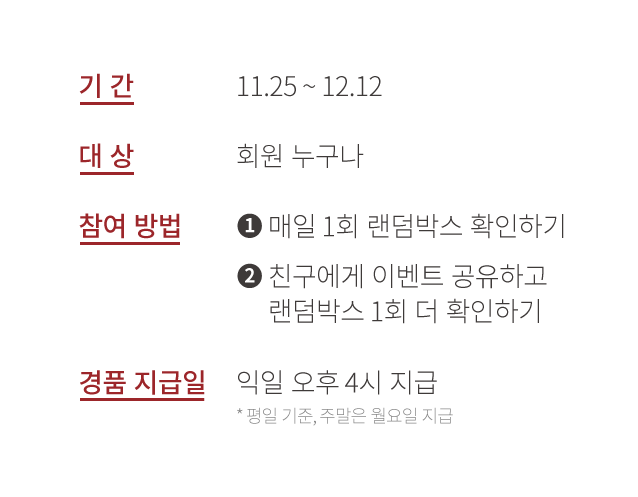 기 간 11.25 ~ 12.12
대 상 회원 누구나
참여 방법 ❶ 매일 1회 랜덤박스 확인하기
❷ 친구에게 이벤트 공유하고
랜덤박스 1회 더 확인하기
경품 지급일 익일 오후 4시 지급
* 평일 기준, 주말은 월요일 지급